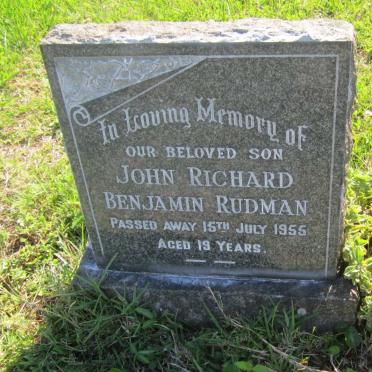 In Loving Memory of
OUR BELOVED SON
JOHN RICHARD
BENJAMIN RUDMAN
PASSED AWAY 15TH JULY 1955
AGED 19 YEARS.